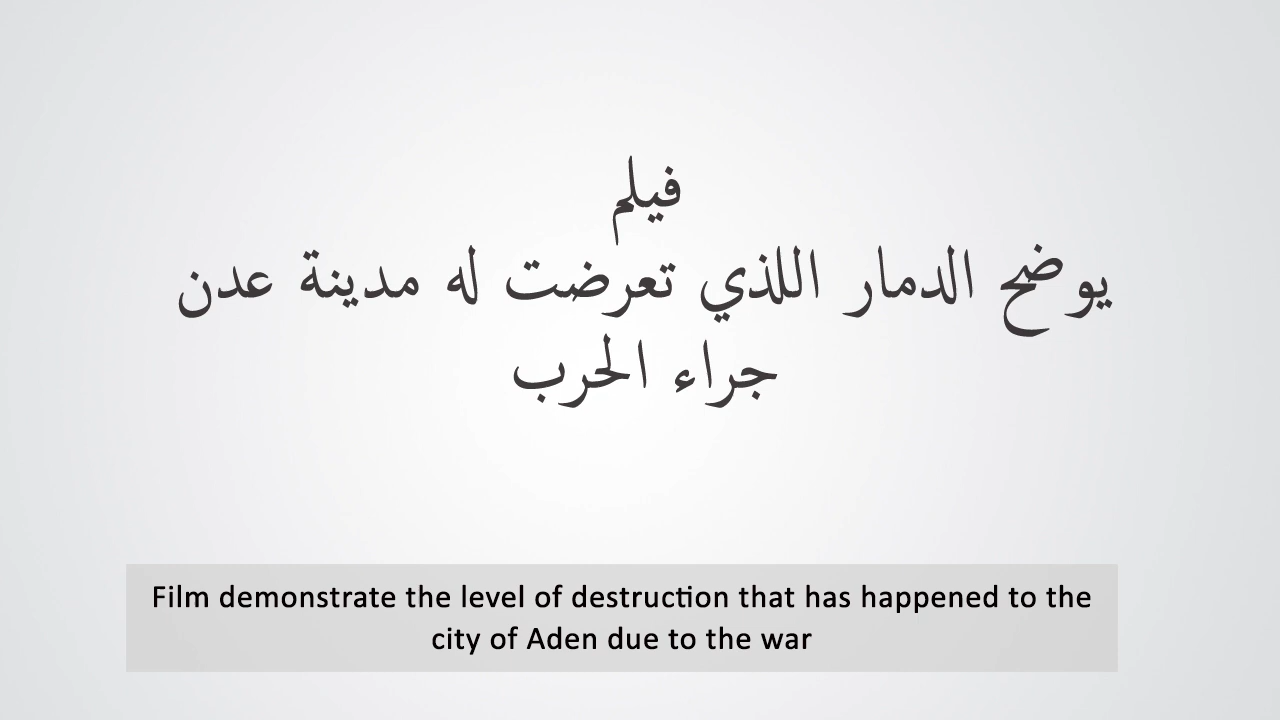 فيلم
يوضح الدمار اللذي تعرضت له مدينة عدن
جراء الحرب
Film demonstrate the level of destruction that has happened to the
city of Aden due to the war